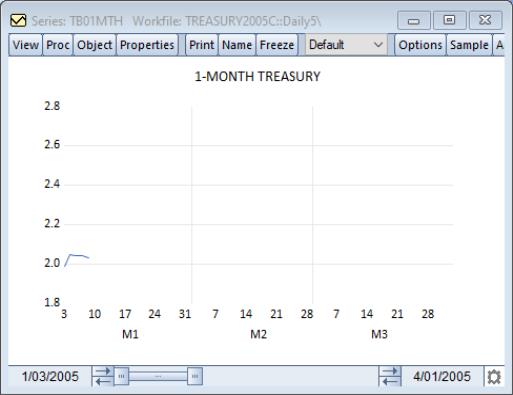 Series: TB01MTH Workfile: TREASURY2005C::Daily5\
View Proc Object Properties Print Name Freeze Default Options Sample A
1-MONTH TREASURY
2.8
2.6
2.4
2.2
2.0
1.8
3 10 17 24 31 7 14 21 28 7 14 21 28
M1 M2 M3
1/03/2005 4/01/2005